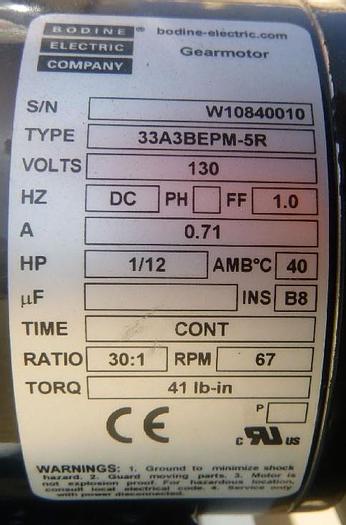 BODINE ® bodine-electric.com
ELECTRIC Gearmotor
COMPANY
S/N W10840010
TYPE 33A3BEPM-5R
VOLTS 130
HZ DC PH FF 1.0
A 0.71
HP 1/12 AMB°C 40
µF INS B8
TIME CONT
RATIO 30:1 RPM 67
TORQ 41 lb-in
P
CE c RU US
WARNINGS: 1. Ground to minimize shock
hazard. 2. Guard moving parts. 3. Motor is
not explosion proof. For hazardous location,
consult local electrical code. 4. Service only
with power disconnected.